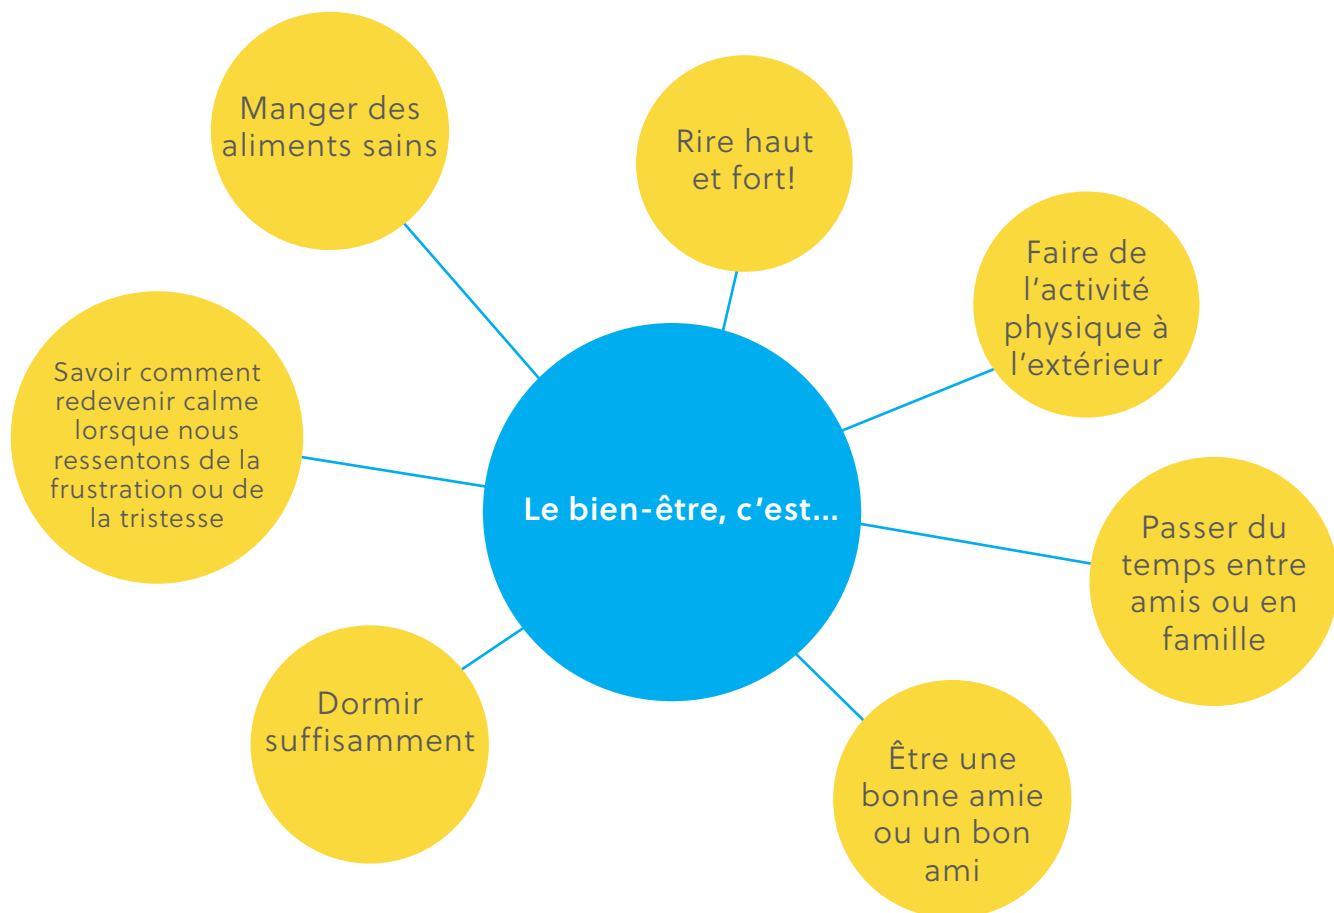 Manger des
aliments sains
Rire haut
et fort!
Faire de
l'activité
physique à
l'extérieur
Savoir comment
redevenir calme
lorsque nous
ressentons de la
frustration ou de
la tristesse
Le bien-être, c'est...
Passer du
temps entre
amis ou en
famille
Dormir
suffisamment
Être une
bonne amie
ou un bon
ami